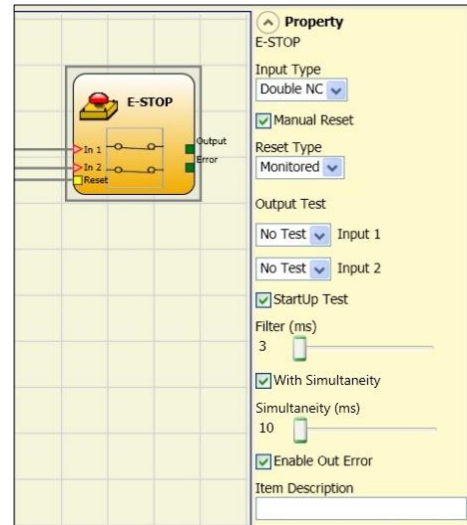 E-STOP
In 1
In 2
Reset
Output
Error
Property
E-STOP
Input Type
Double NC
Manual Reset
Reset Type
Monitored
Output Test
No Test Input 1
No Test Input 2
StartUp Test
Filter (ms)
3
With Simultaneity
Simultaneity (ms)
10
Enable Out Error
Item Description